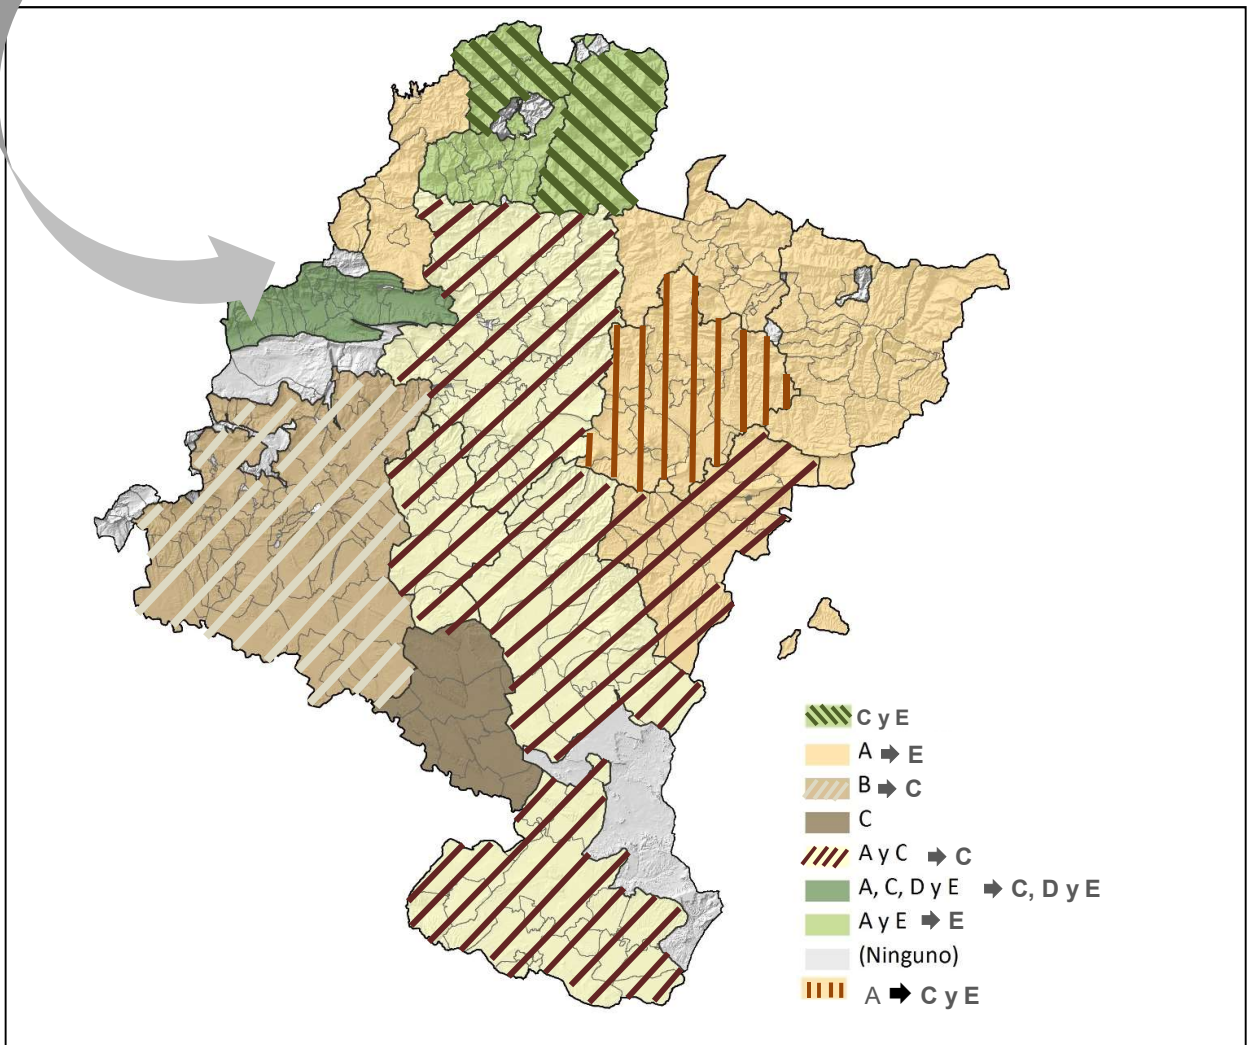 C y E
A → E
B → C
C
A y C → C
A, C, D y E → C, D y E
A y E → E
(Ninguno)
A → C y E